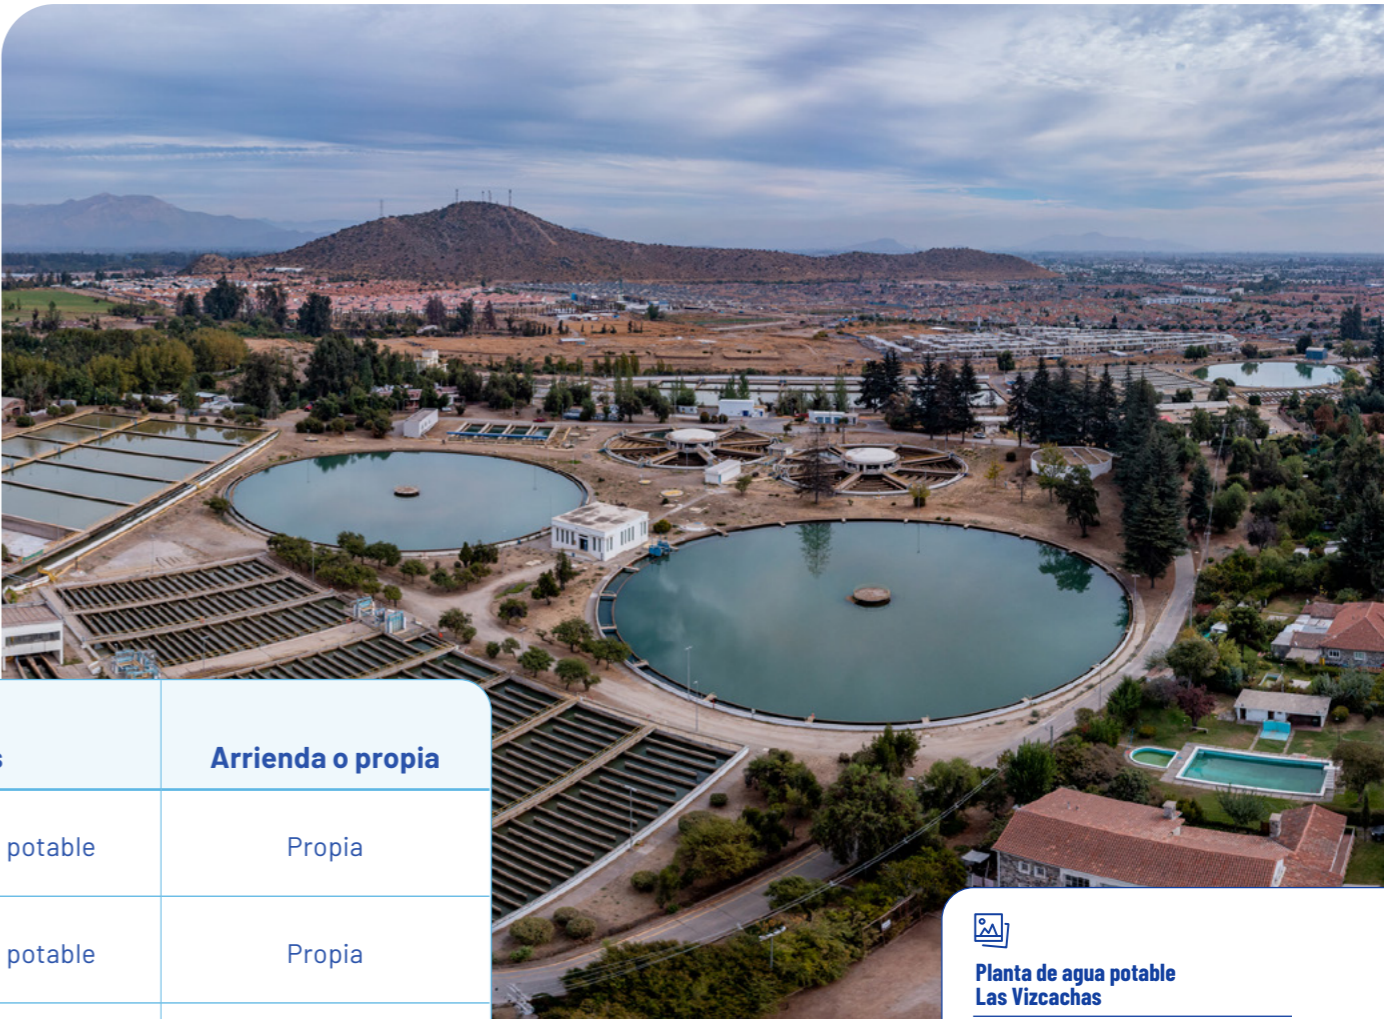 s
Arrienda o propia
potable
Propia
potable
Propia
Planta de agua potable
Las Vizcachas